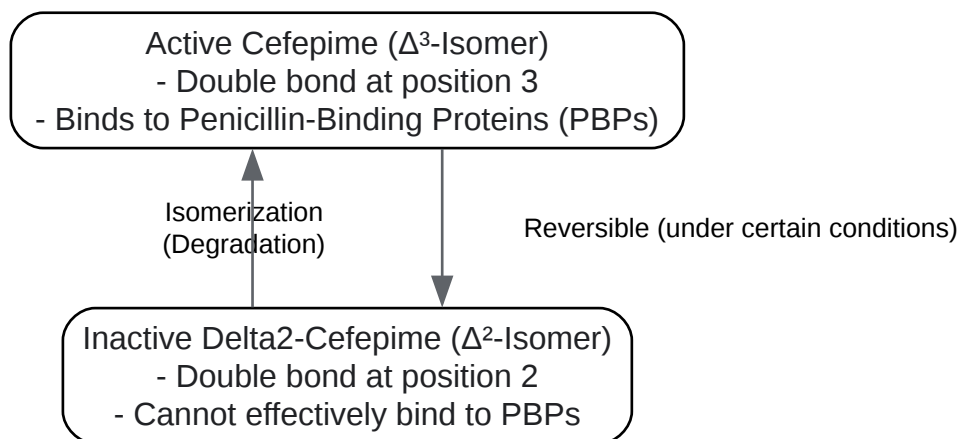 Active Cefepime (Δ³-Isomer)
- Double bond at position 3
- Binds to Penicillin-Binding Proteins (PBPs)
Isomerization
(Degradation)
Reversible (under certain conditions)
Inactive Delta2-Cefepime (Δ²-Isomer)
- Double bond at position 2
- Cannot effectively bind to PBPs